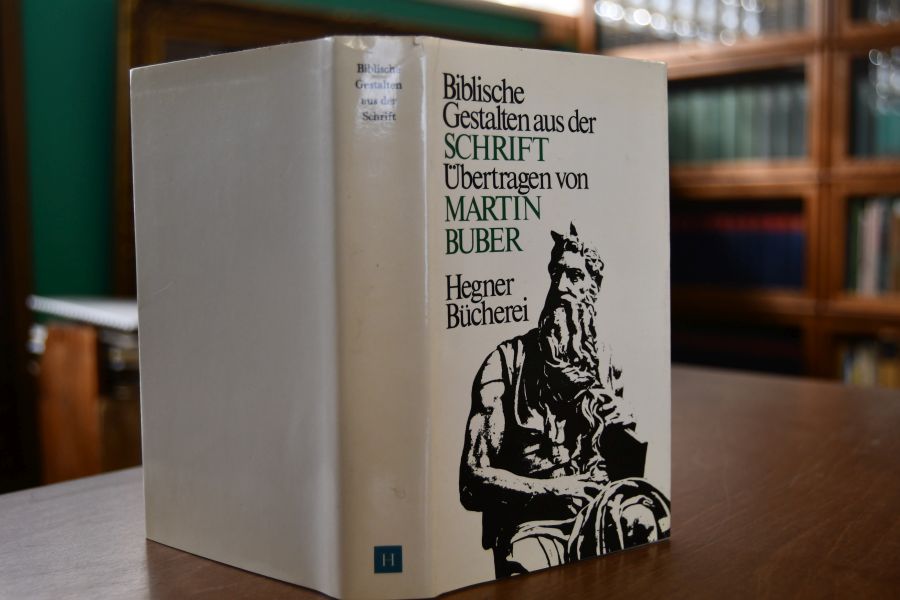 Biblische
Gestalten
aus der
Schrift
H
Biblische
Gestalten aus der
SCHRIFT
Übertragen von
MARTIN
BUBER
Hegner
Bücherei